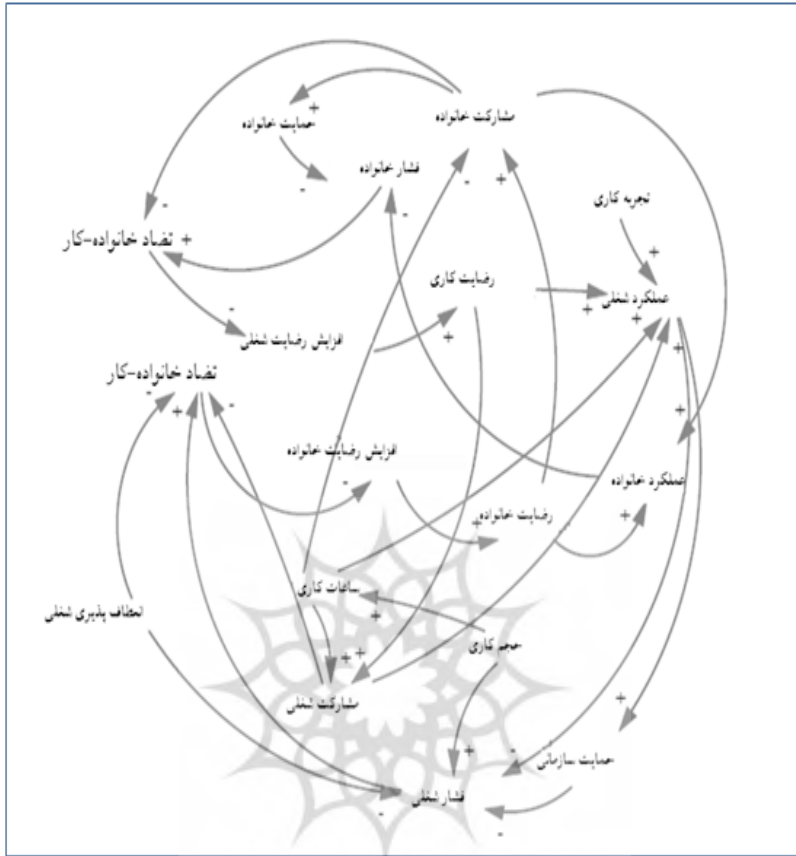 مشارکت خانواده
حمایت خانواده
فشار خانواده
تجربه کاری
تضاد خانواده-کار
رضایت کاری
عملکرد شغلی
افزایش رضایت شغلی
تضاد خانواده-کار
افزایش رضایت خانواده
عملکرد خانواده
رضایت خانواده
ساعات کاری
انعطاف پذیری شغلی
حجم کاری
مشارکت شغلی
حمایت سازمانی
فشار شغلی